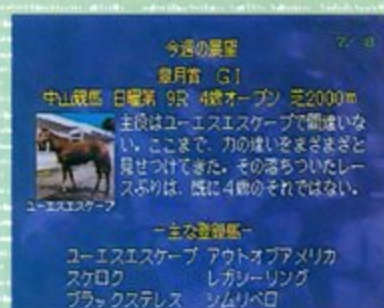 今週の展望
皐月賞 GI
中山競馬 日曜第 9R 4歳オープン 芝2000m
主役はユーエスエスケープで間違いな
い。ここまで、力の違いをまざまざと
見せつけてきた。その落ちついたレー
スぶりは、既に4歳のそれではない。
ユーエスエスケープ
ー主な登録馬ー
ユーエスエスケープ アウトオブアメリカ
スケロク レガシーリング
ブラックステレス シムリベロ